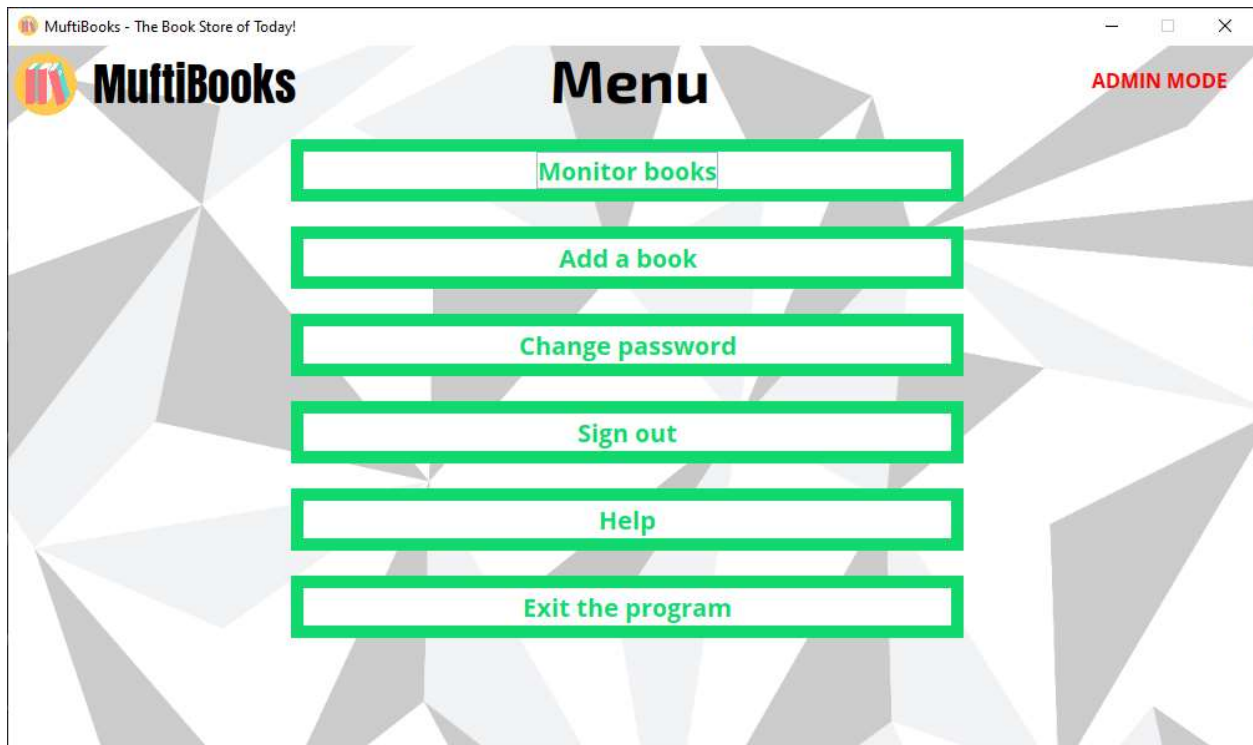 MuftiBooks - The Book Store of Today!
MuftiBooks
Menu
ADMIN MODE
Monitor books
Add a book
Change password
Sign out
Help
Exit the program